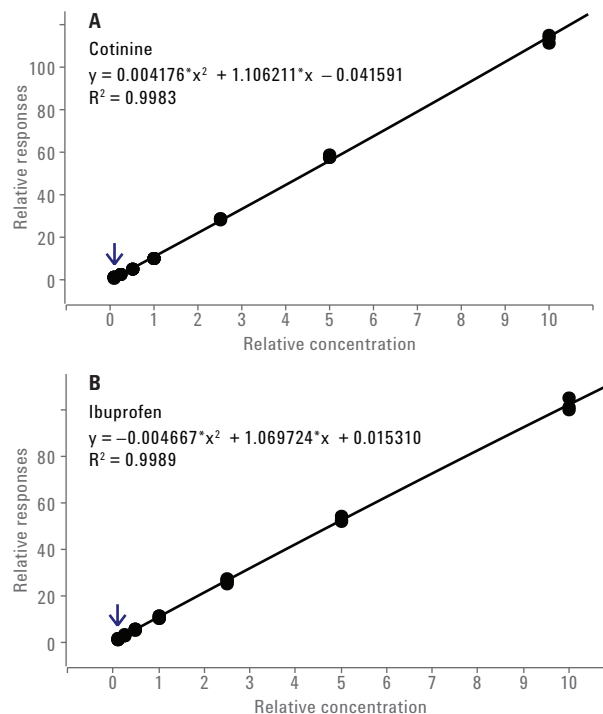 A
Cotinine
y = 0.004176*x² + 1.106211*x − 0.041591
R² = 0.9983
Relative responses
100
80
60
40
20
0
0 1 2 3 4 5 6 7 8 9 10
Relative concentration
B
Ibuprofen
y = −0.004667*x² + 1.069724*x + 0.015310
R² = 0.9989
Relative responses
80
60
40
20
0
0 1 2 3 4 5 6 7 8 9 10
Relative concentration